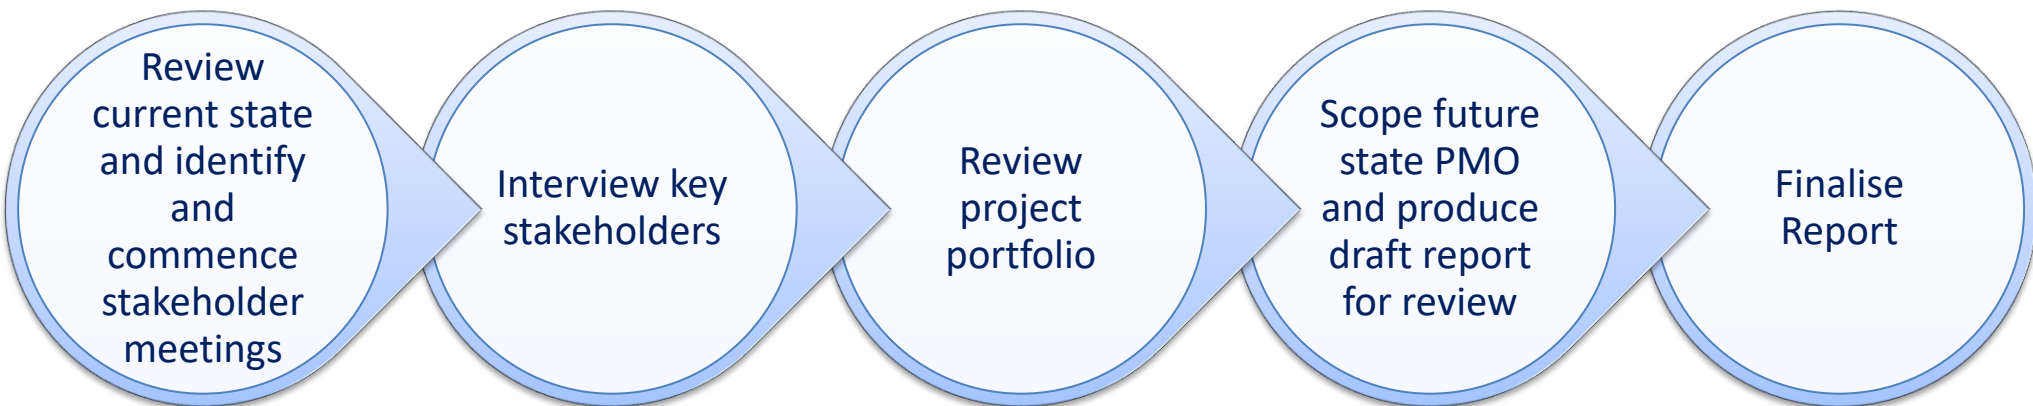 Review
current state
and identify
and
commence
stakeholder
meetings
Interview key
stakeholders
Review
project
portfolio
Scope future
state PMO
and produce
draft report
for review
Finalise
Report